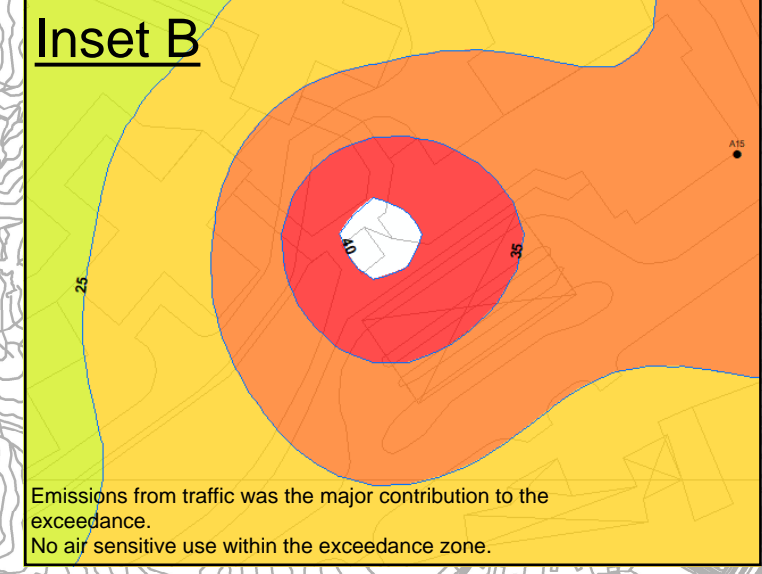 Inset B
A15
40
35
25
Emissions from traffic was the major contribution to the
exceedance.
No air sensitive use within the exceedance zone.